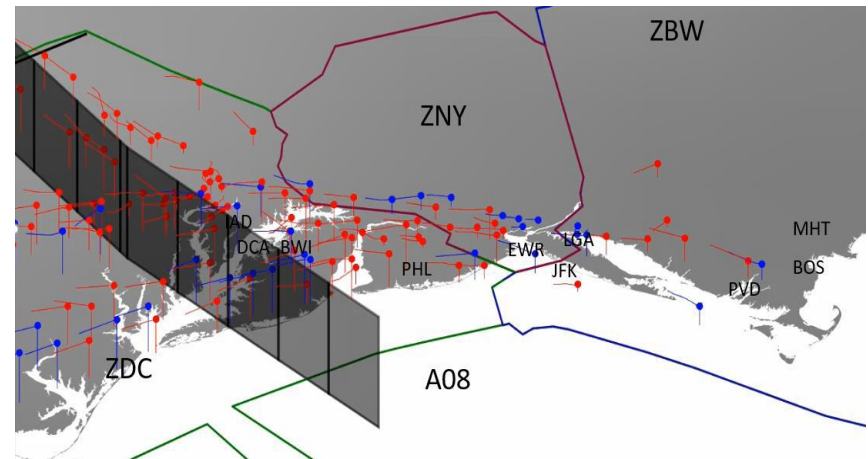 ZBW
ZNY
IAD
DCA
BWI
PHL
EWR
LGA
JFK
MHT
BOS
PVD
ZDC
A08